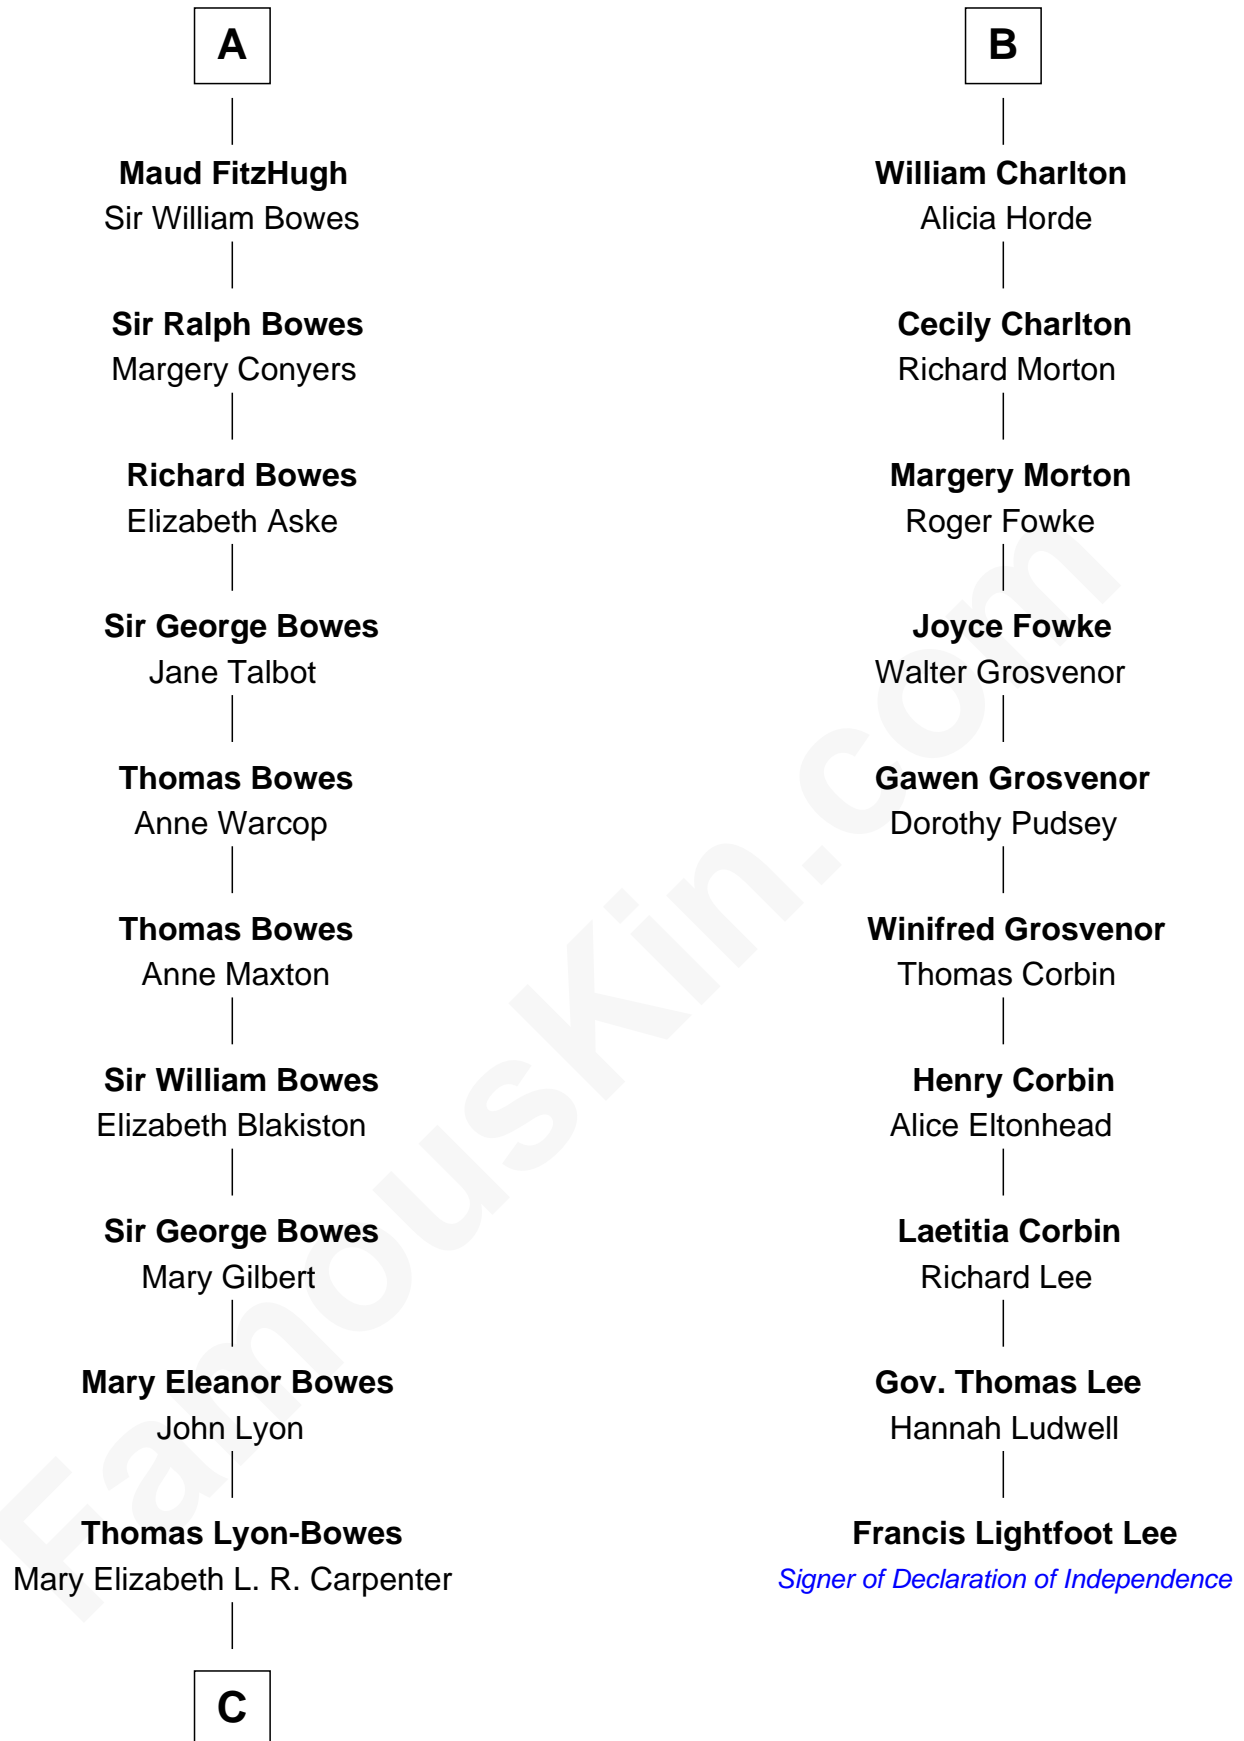 A
Maud FitzHugh
Sir William Bowes
Sir Ralph Bowes
Margery Conyers
Richard Bowes
Elizabeth Aske
Sir George Bowes
Jane Talbot
Thomas Bowes
Anne Warcop
Thomas Bowes
Anne Maxton
Sir William Bowes
Elizabeth Blakiston
Sir George Bowes
Mary Gilbert
Mary Eleanor Bowes
John Lyon
Thomas Lyon-Bowes
Mary Elizabeth L. R. Carpenter
C
B
William Charlton
Alicia Horde
Cecily Charlton
Richard Morton
Margery Morton
Roger Fowke
Joyce Fowke
Walter Grosvenor
Gawen Grosvenor
Dorothy Pudsey
Winifred Grosvenor
Thomas Corbin
Henry Corbin
Alice Eltonhead
Laetitia Corbin
Richard Lee
Gov. Thomas Lee
Hannah Ludwell
Francis Lightfoot Lee
Signer of Declaration of Independence
FamousKin.com